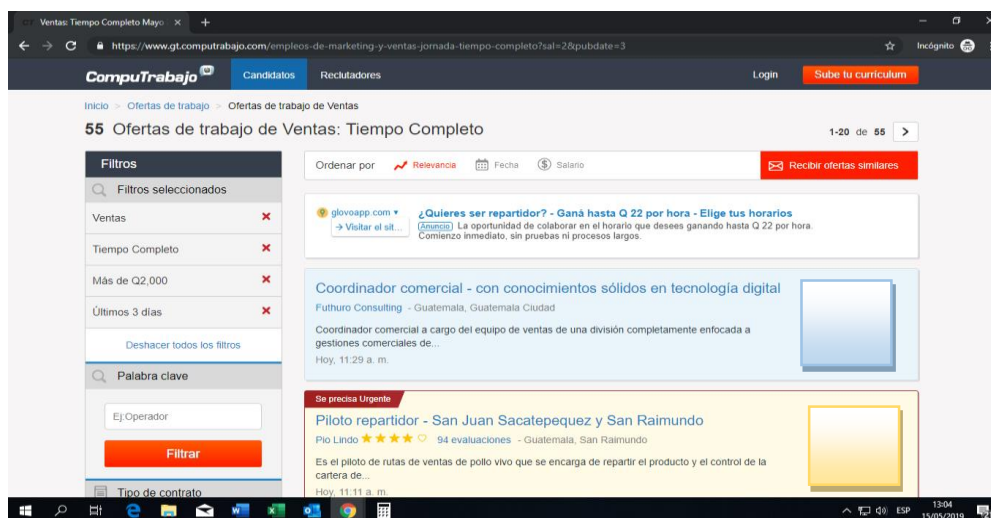 Ventas: Tiempo Completo Mayo
https://www.gt.computrabajo.com/empleos-de-marketing-y-ventas-jornada-tiempo-completo?sal=2&pubdate=3
Incógnito
CompuTrabajo
Candidatos
Reclutadores
Login
Sube tu currículum
Inicio > Ofertas de trabajo > Ofertas de trabajo de Ventas
55 Ofertas de trabajo de Ventas: Tiempo Completo
1-20 de 55 >
Filtros
Filtros seleccionados
Ventas
Tiempo Completo
Más de Q2,000
Últimos 3 días
Deshacer todos los filtros
Palabra clave
Ej:Operador
Filtrar
Tipo de contrato
Ordenar por Relevancia Fecha Salario
Recibir ofertas similares
glovoapp.com
→ Visitar el sit...
¿Quieres ser repartidor? - Ganá hasta Q 22 por hora - Elige tus horarios
Anuncio La oportunidad de colaborar en el horario que desees ganando hasta Q 22 por hora.
Comienzo inmediato, sin pruebas ni procesos largos.
Coordinador comercial - con conocimientos sólidos en tecnología digital
Futhuro Consulting - Guatemala, Guatemala Ciudad
Coordinador comercial a cargo del equipo de ventas de una división completamente enfocada a
gestiones comerciales de...
Hoy, 11:29 a. m.
Se precisa Urgente
Piloto repartidor - San Juan Sacatepequez y San Raimundo
Pio Lindo 94 evaluaciones - Guatemala, San Raimundo
Es el piloto de rutas de ventas de pollo vivo que se encarga de repartir el producto y el control de la
cartera de...
Hoy, 11:11 a. m.
ESP
13:04
15/05/2019